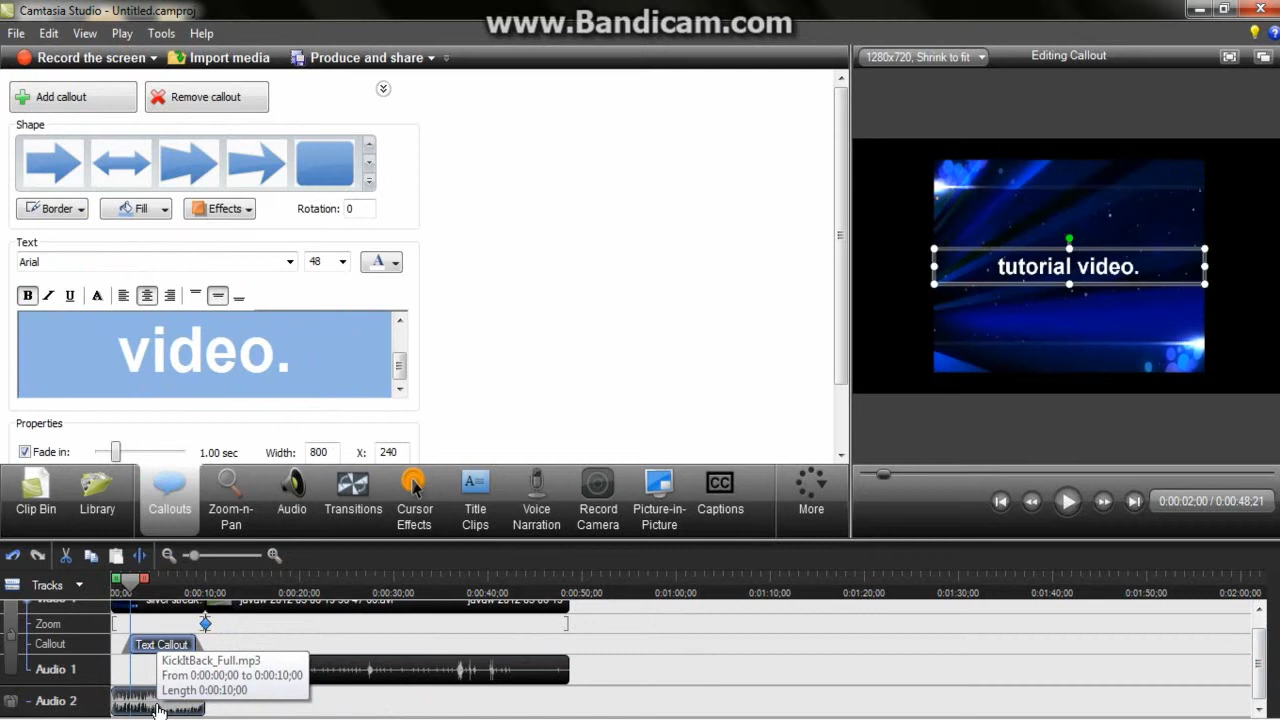 Camtasia Studio - Untitled.camproj
www.Bandicam.com
File Edit View Play Tools Help
Record the screen Import media Produce and share
1280x720, Shrink to fit Editing Callout
Add callout Remove callout
Shape
Border Fill Effects Rotation: 0
Text
Arial 48 A
B I U A
video.
tutorial video.
Properties
Fade in: 1.00 sec Width: 800 X: 240
Clip Bin Library Callouts Zoom-n-Pan Audio Transitions Cursor Effects Title Clips Voice Narration Record Camera Picture-in-Picture CC Captions More
0:00:02;00 / 0:00:48;21
Tracks 00;00 0:00:10;00 0:00:20;00 0:00:30;00 0:00:40;00 0:00:50;00 0:01:00;00 0:01:10;00 0:01:20;00 0:01:30;00 0:01:40;00 0:01:50;00 0:02:00;00
Zoom
Callout Text Callout
Audio 1
KickItBack_Full.mp3
From 0:00:00;00 to 0:00:10;00
Length 0:00:10;00
Audio 2